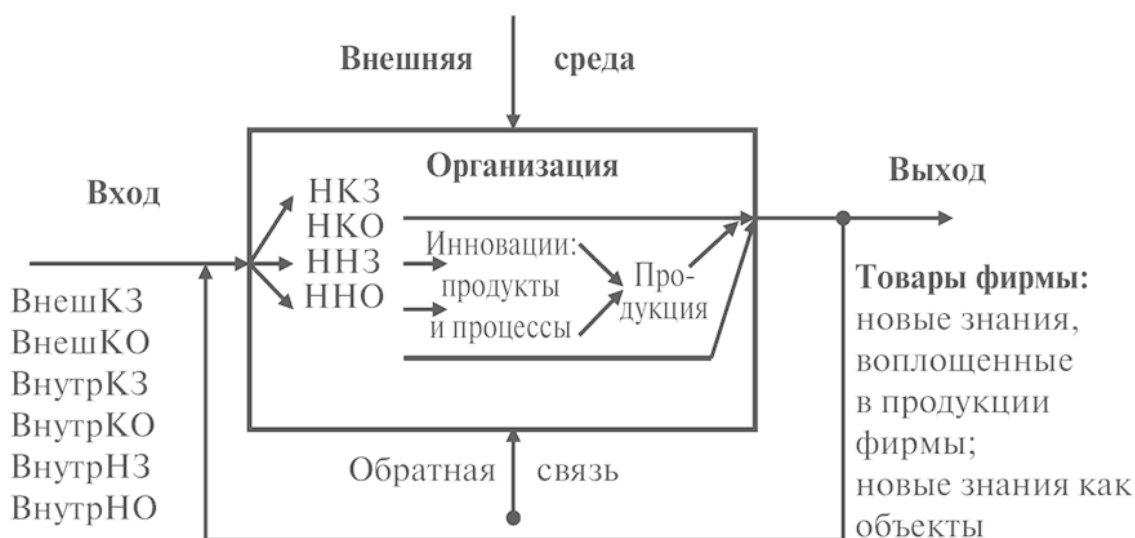 Внешняя среда
Организация
Вход
Выход
НКЗ
НКО
ННЗ
ННО
Инновации:
продукты
и процессы
Про-
дукция
ВнешКЗ
ВнешКО
ВнутрКЗ
ВнутрКО
ВнутрНЗ
ВнутрНО
Товары фирмы:
новые знания,
воплощенные
в продукции
фирмы;
новые знания как
объекты
Обратная связь